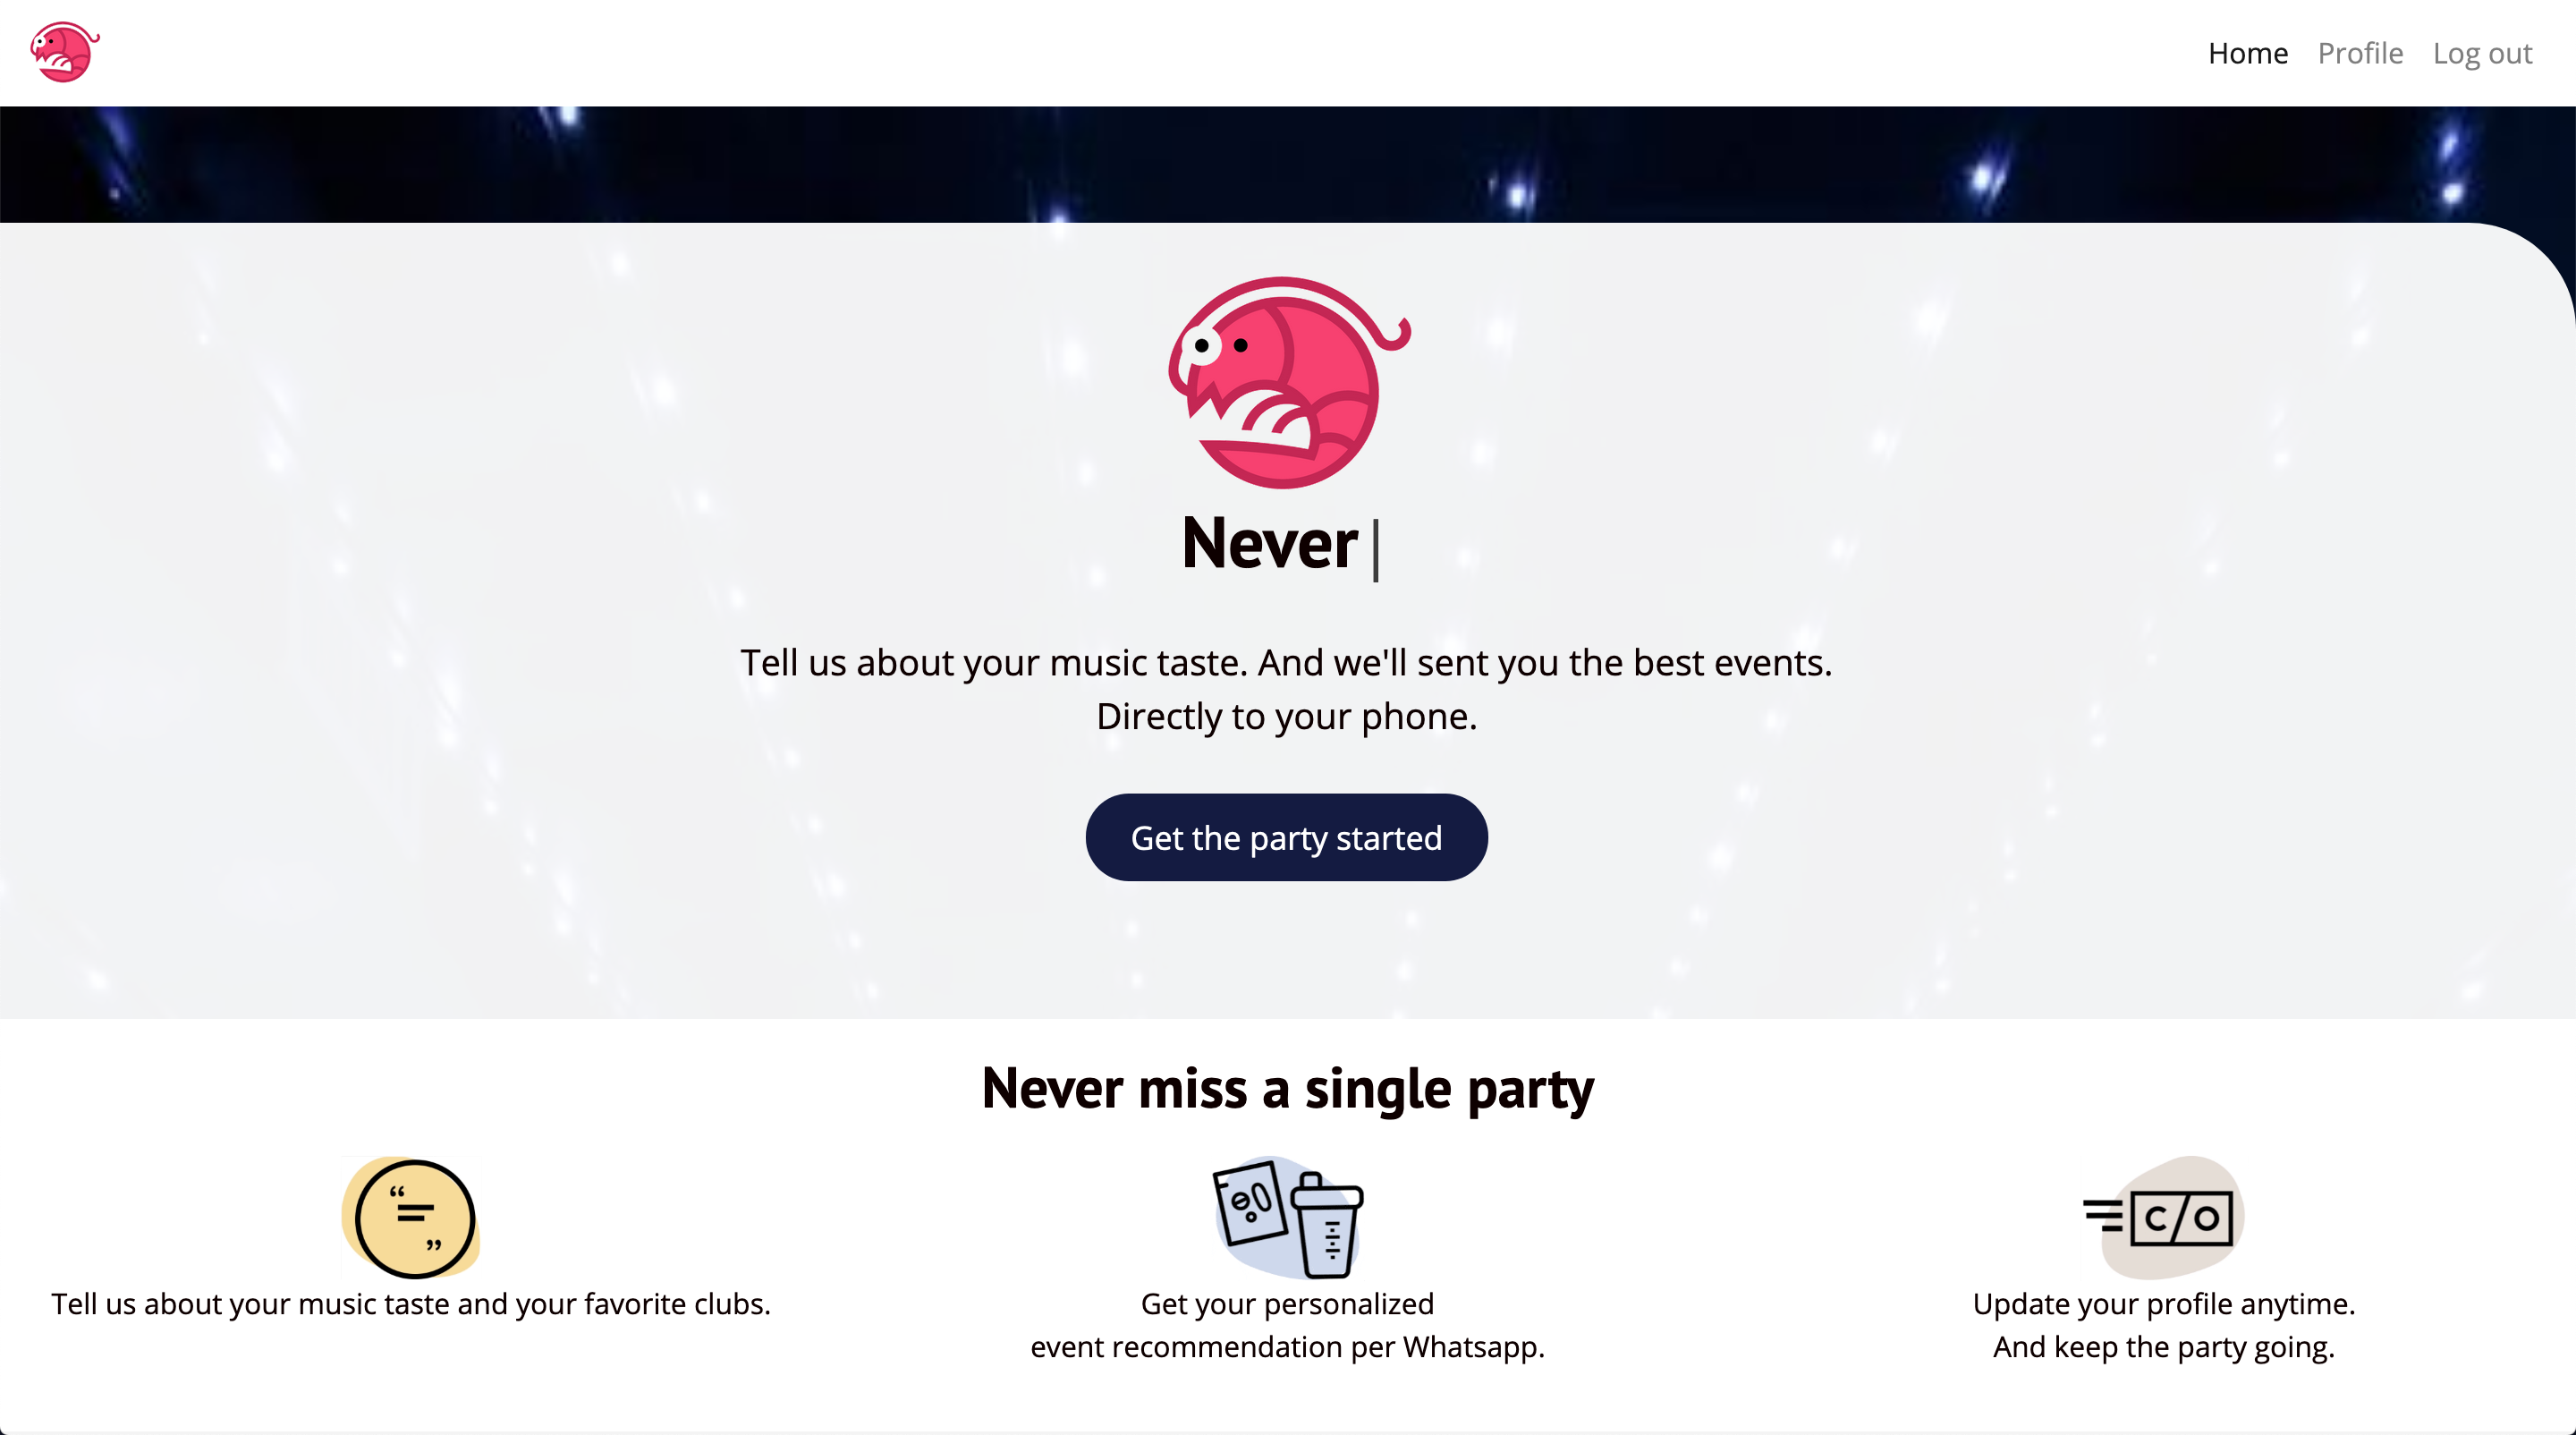 Home Profile Log out
Never
Tell us about your music taste. And we'll sent you the best events.
Directly to your phone.
Get the party started
Never miss a single party
“ ”
Tell us about your music taste and your favorite clubs.
Get your personalized
event recommendation per Whatsapp.
C/O
Update your profile anytime.
And keep the party going.